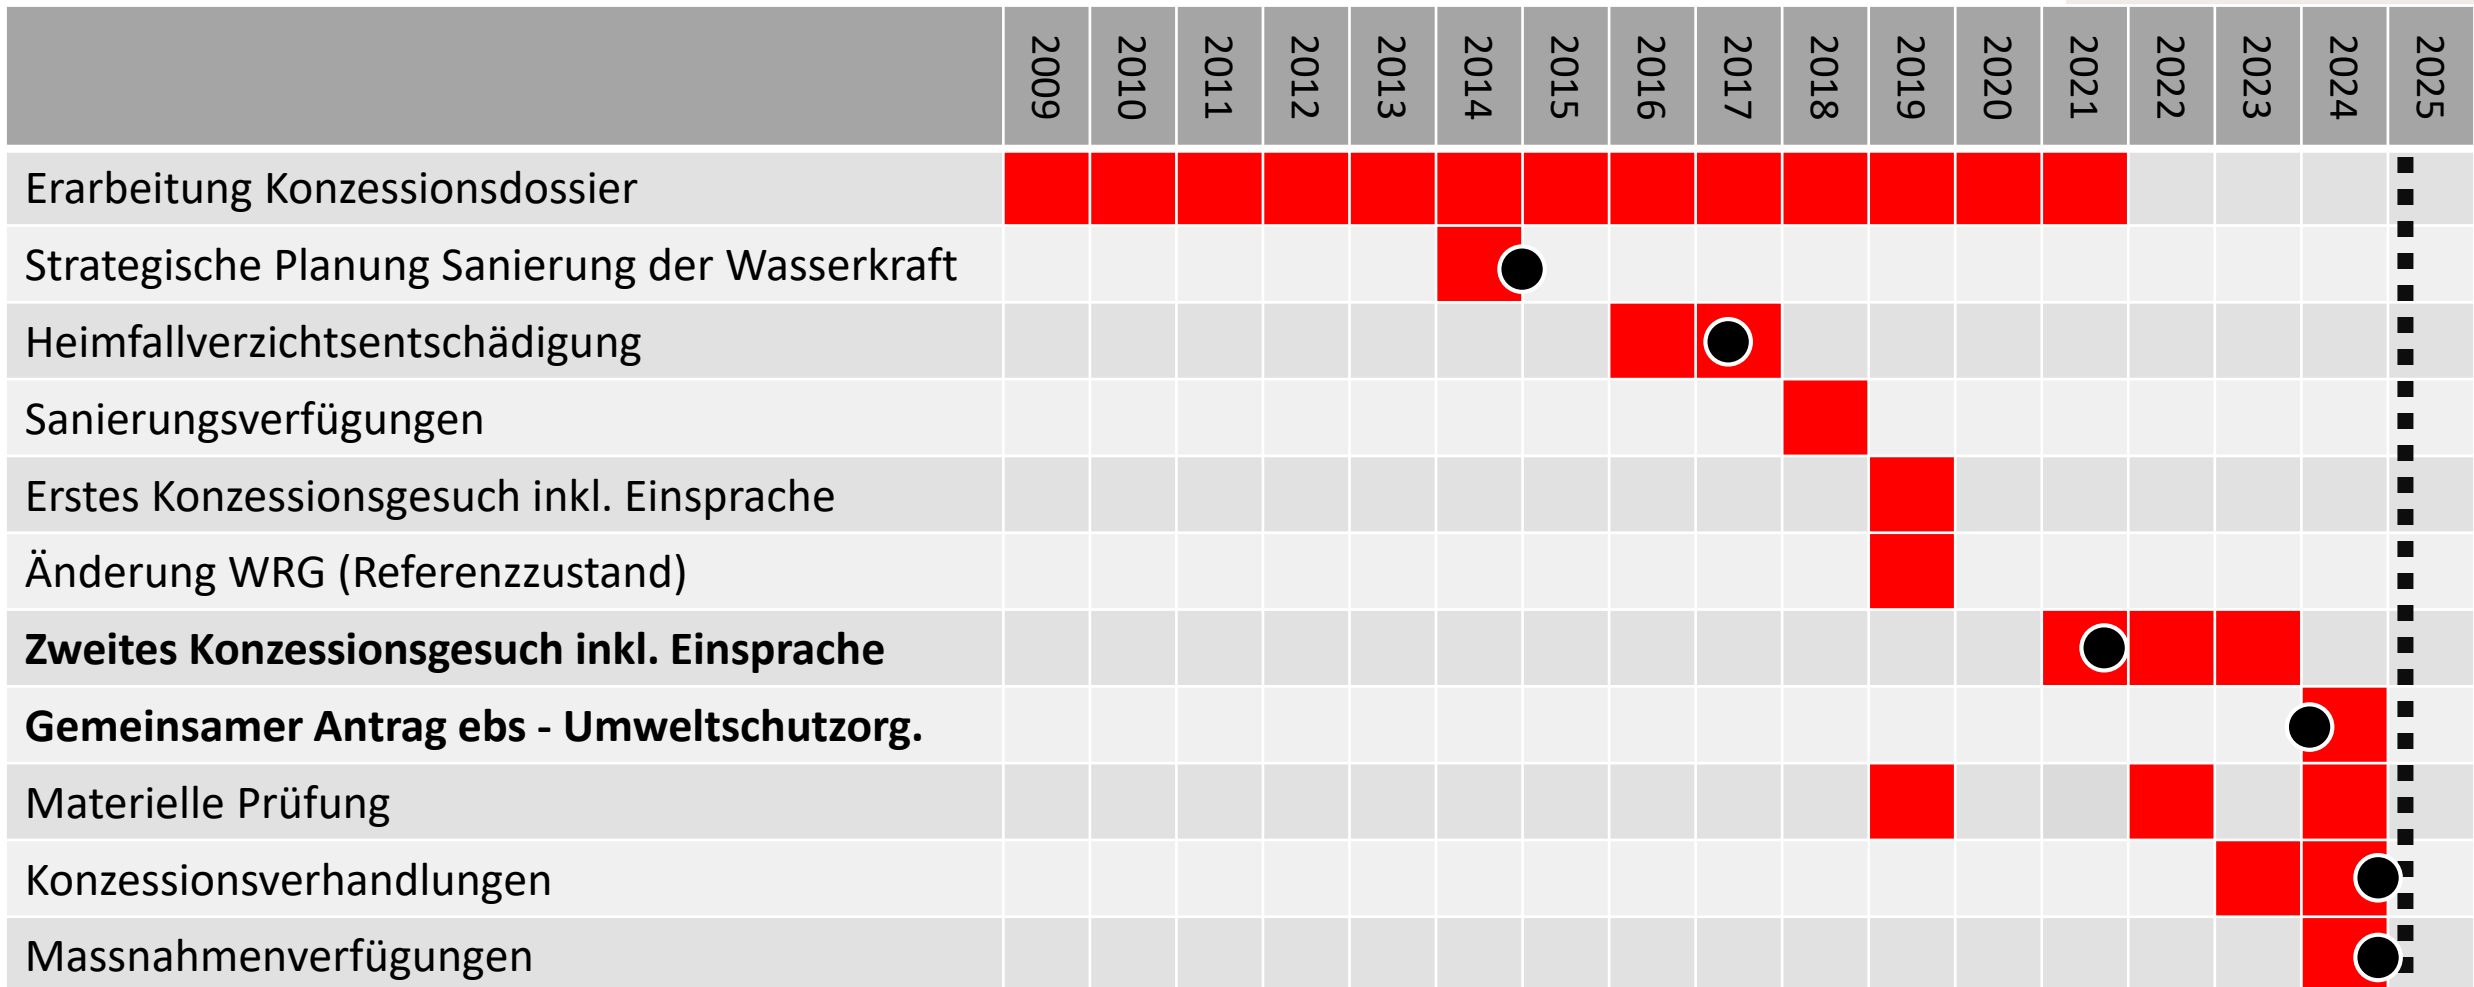 2009 2010 2011 2012 2013 2014 2015 2016 2017 2018 2019 2020 2021 2022 2023 2024 2025
Erarbeitung Konzessionsdossier
Strategische Planung Sanierung der Wasserkraft
Heimfallverzichtsentschädigung
Sanierungsverfügungen
Erstes Konzessionsgesuch inkl. Einsprache
Änderung WRG (Referenzzustand)
Zweites Konzessionsgesuch inkl. Einsprache
Gemeinsamer Antrag ebs - Umweltschutzorg.
Materielle Prüfung
Konzessionsverhandlungen
Massnahmenverfügungen